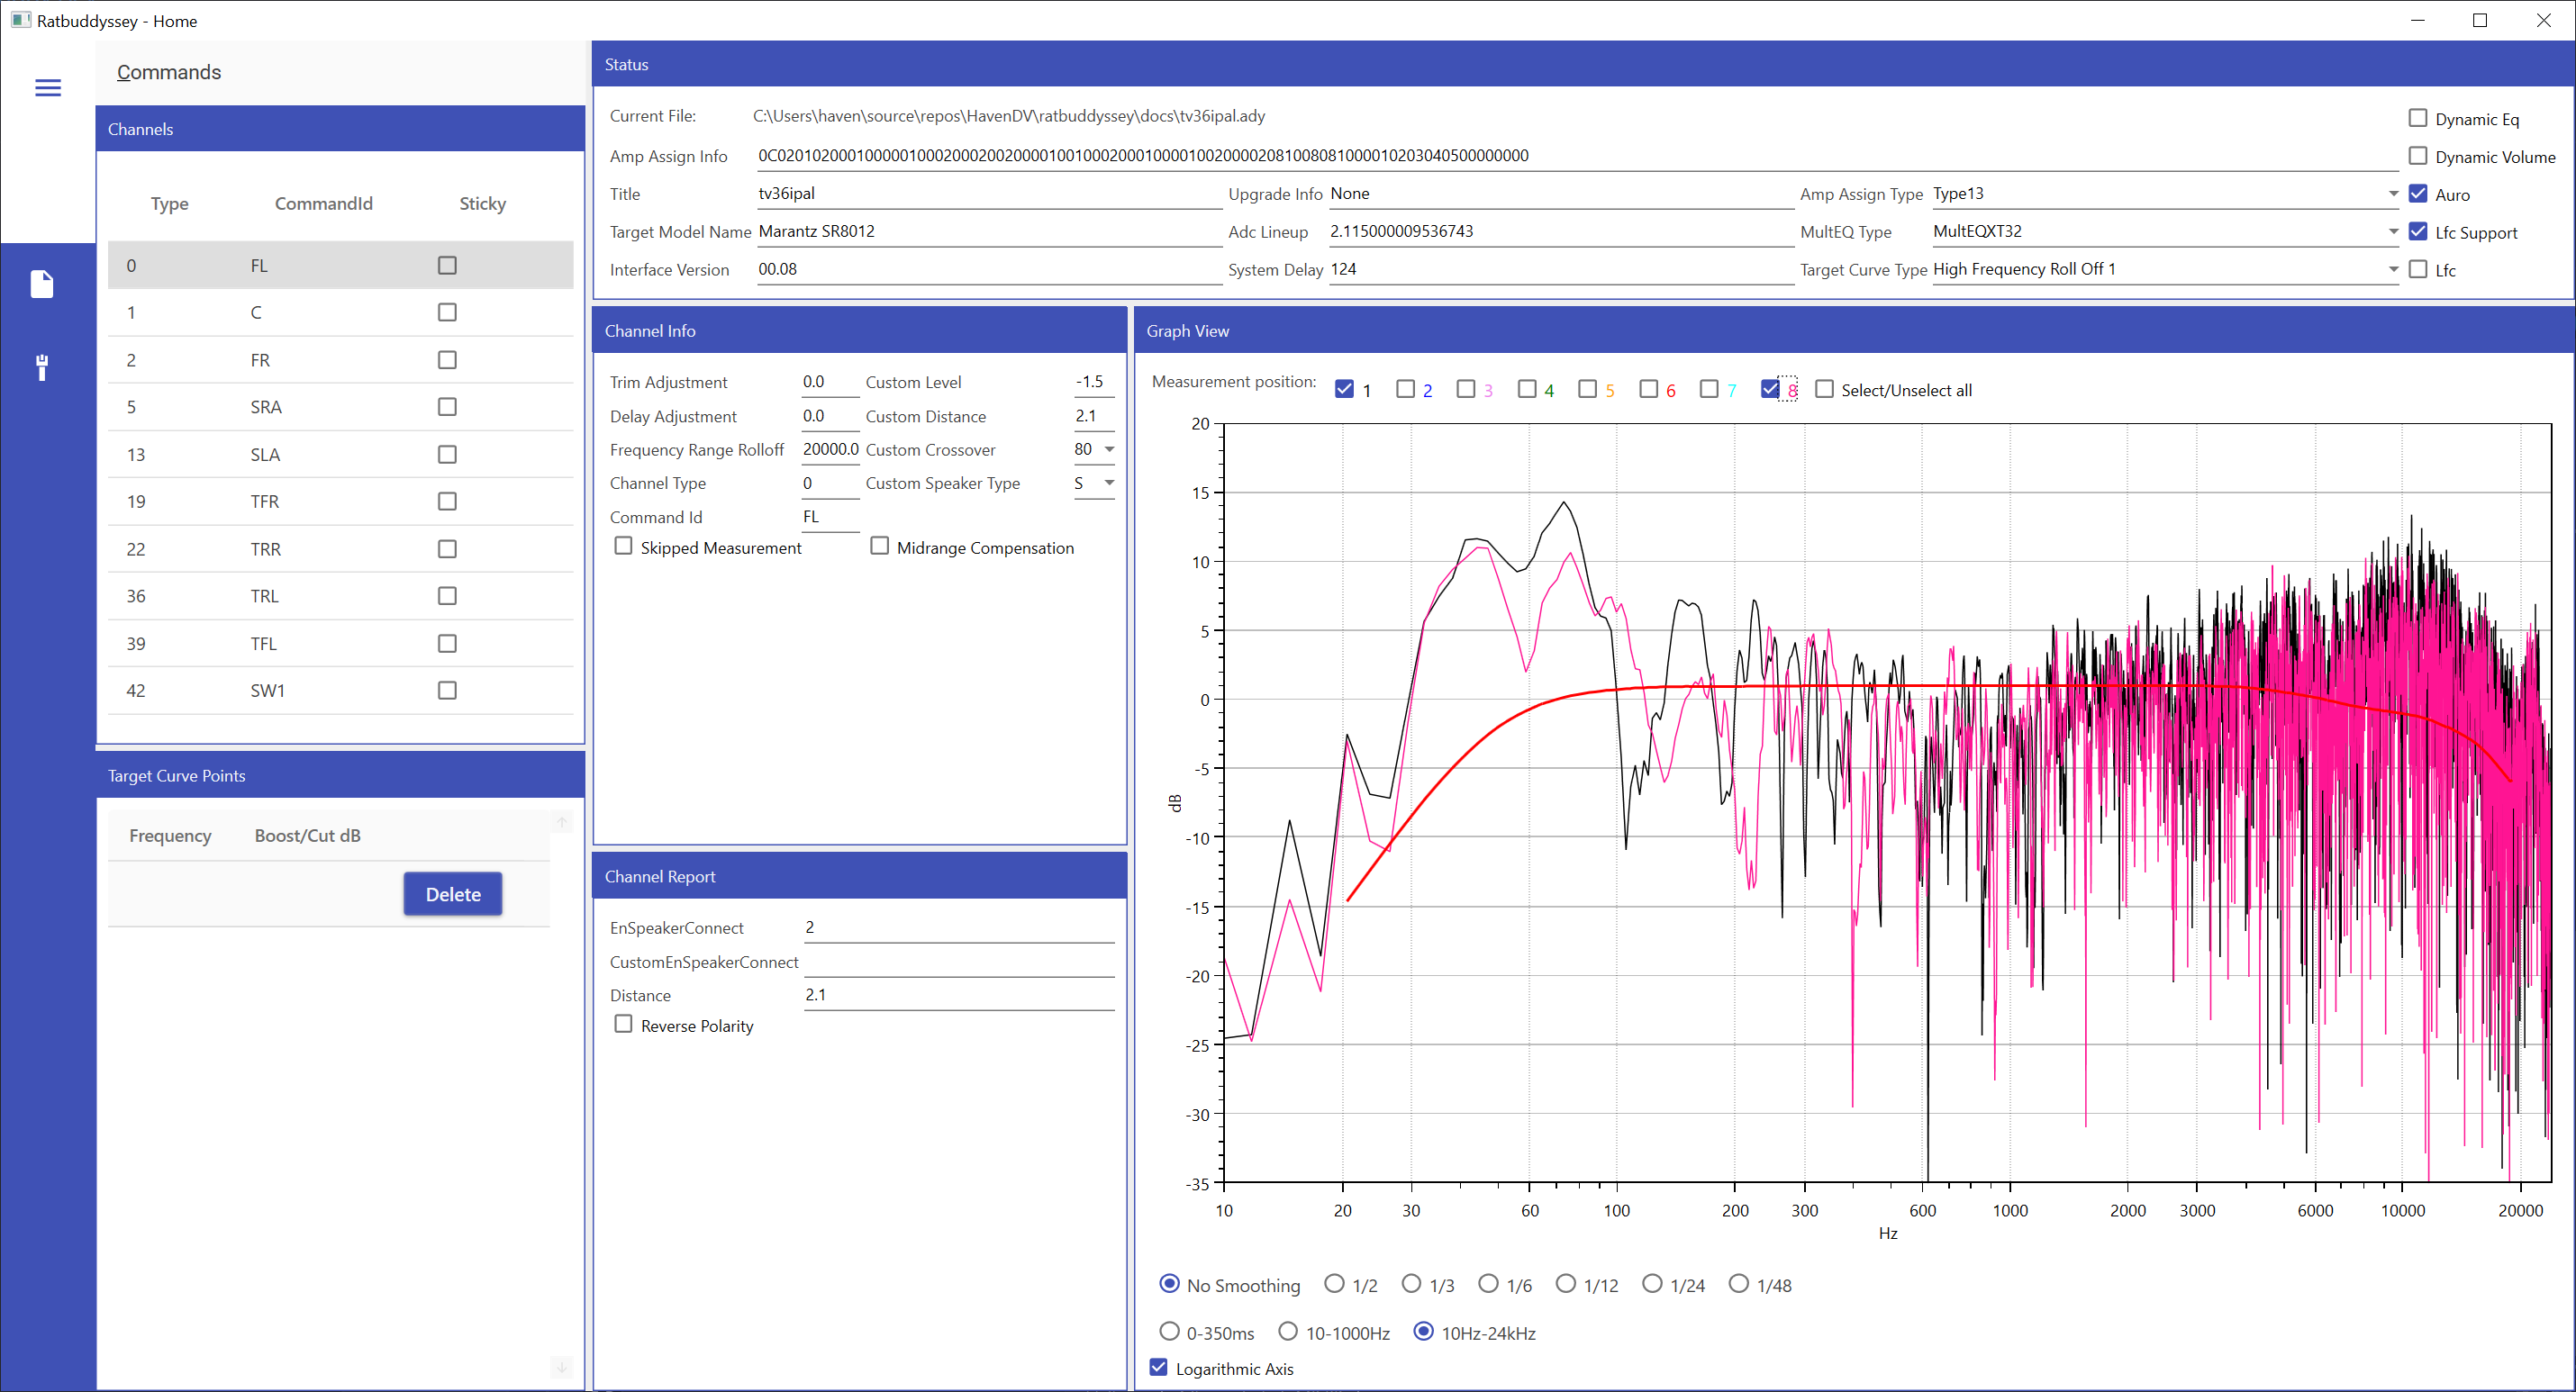 Ratbuddyssey - Home
Commands
Channels
Type CommandId Sticky
0 FL
1 C
2 FR
5 SRA
13 SLA
19 TFR
22 TRR
36 TRL
39 TFL
42 SW1
Target Curve Points
Frequency Boost/Cut dB
Delete
Status
Current File: C:\Users\haven\source\repos\HavenDV\ratbuddyssey\docs\tv36ipal.ady
Dynamic Eq
Amp Assign Info
Dynamic Volume
Title tv36ipal Upgrade Info None Amp Assign Type Type13 Auro
Target Model Name Marantz SR8012 Adc Lineup 2.115000009536743 MultEQ Type MultEQXT32 Lfc Support
Interface Version 00.08 System Delay 124 Target Curve Type High Frequency Roll Off 1 Lfc
Channel Info
Trim Adjustment 0.0 Custom Level -1.5
Delay Adjustment 0.0 Custom Distance 2.1
Frequency Range Rolloff 20000.0 Custom Crossover 80
Channel Type 0 Custom Speaker Type S
Command Id FL
Skipped Measurement Midrange Compensation
Channel Report
EnSpeakerConnect 2
CustomEnSpeakerConnect
Distance 2.1
Reverse Polarity
Graph View
Measurement position: 1 2 3 4 5 6 7 8 Select/Unselect all
20
15
10
5
0
-5
dB
-10
-15
-20
-25
-30
-35
10 20 30 60 100 200 300 600 1000 2000 3000 6000 10000 20000
Hz
No Smoothing 1/2 1/3 1/6 1/12 1/24 1/48
0-350ms 10-1000Hz 10Hz-24kHz
Logarithmic Axis